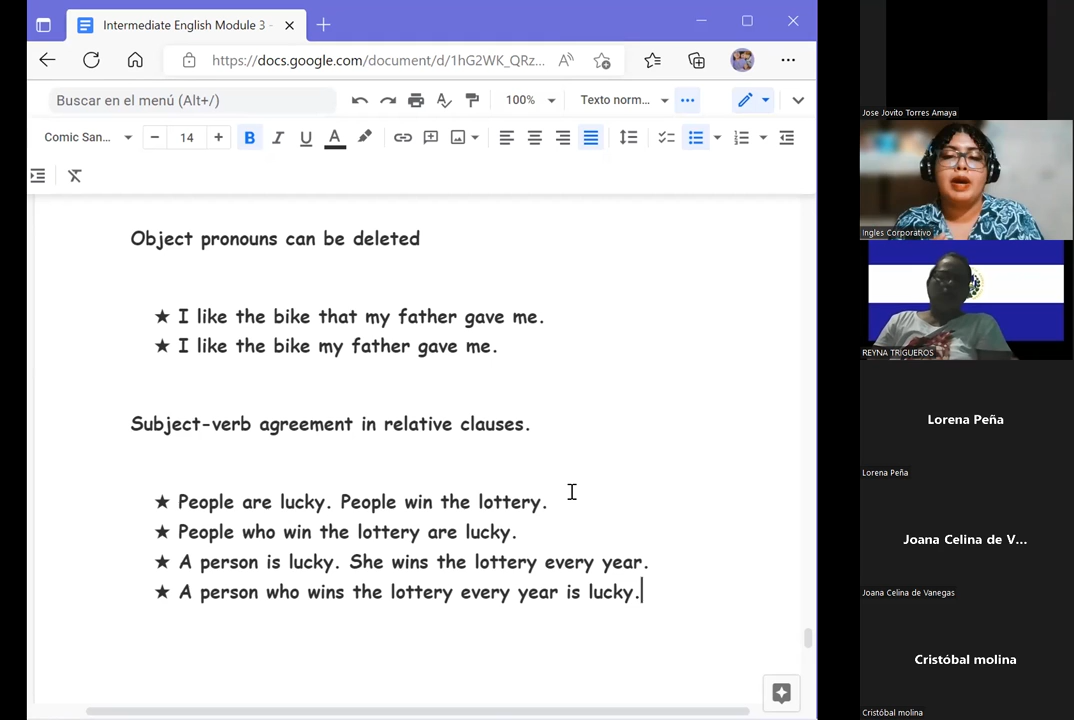 Intermediate English Module 3 -
https://docs.google.com/document/d/1hG2WK_QRz...
Buscar en el menú (Alt+/)
100%
Texto norm...
Comic San...
14
B I U A
Object pronouns can be deleted
★ I like the bike that my father gave me.
★ I like the bike my father gave me.
Subject-verb agreement in relative clauses.
★ People are lucky. People win the lottery.
★ People who win the lottery are lucky.
★ A person is lucky. She wins the lottery every year.
★ A person who wins the lottery every year is lucky.
Jose Jovito Torres Amaya
Ingles Corporativo
REYNA TRIGUEROS
Lorena Peña
Lorena Peña
Joana Celina de V...
Joana Celina de Vanegas
Cristóbal molina
Cristóbal molina